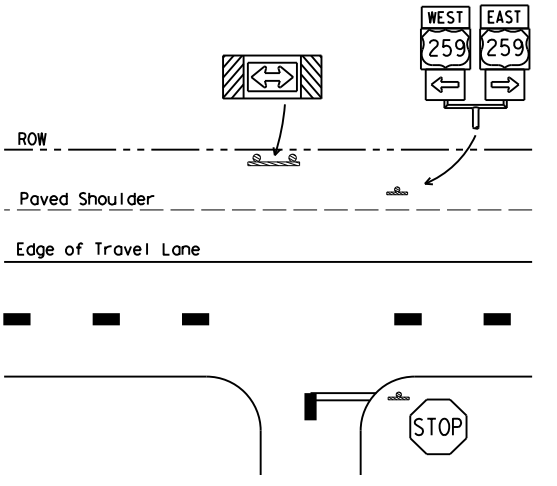 WEST EAST
259 259
ROW
Paved Shoulder
Edge of Travel Lane
STOP